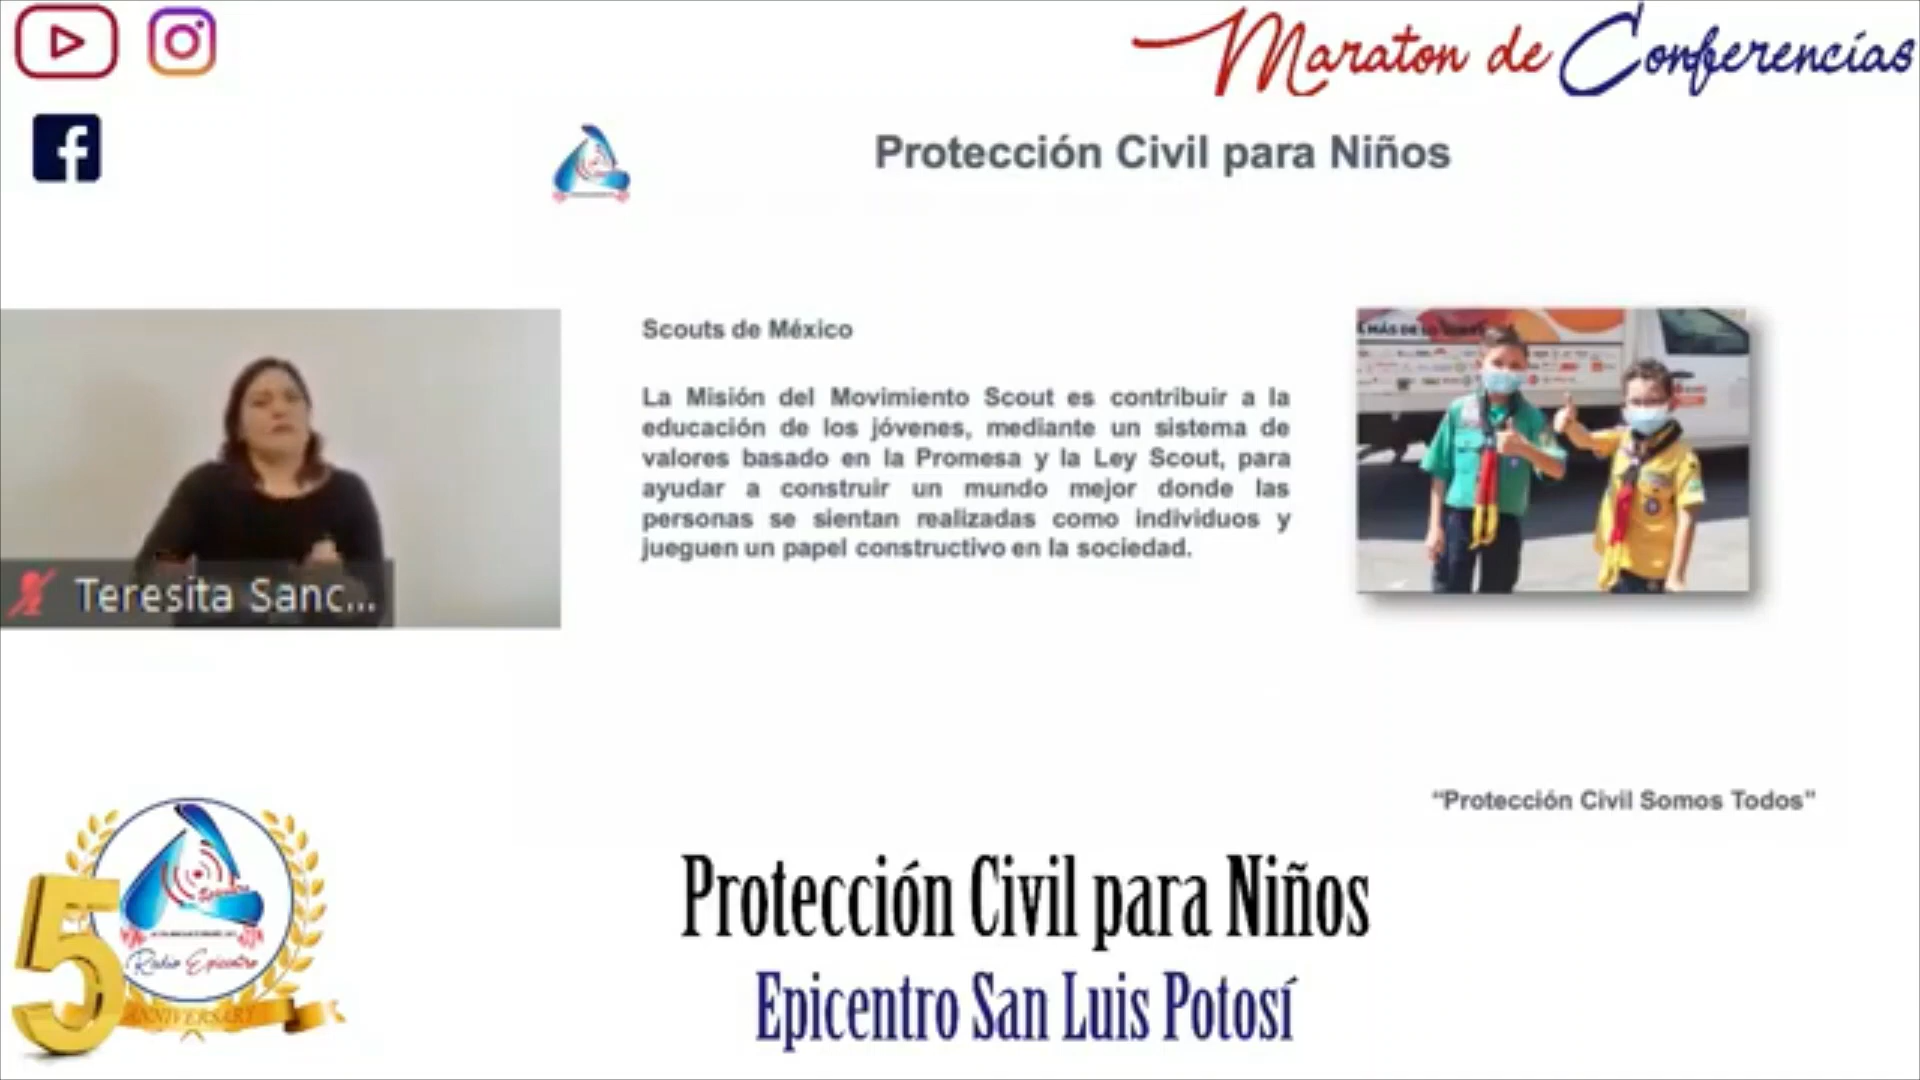 Maraton de Conferencías
Protección Civil para Niños
Scouts de México
La Misión del Movimiento Scout es contribuir a la
educación de los jóvenes, mediante un sistema de
valores basado en la Promesa y la Ley Scout, para
ayudar a construir un mundo mejor donde las
personas se sientan realizadas como individuos y
jueguen un papel constructivo en la sociedad.
Teresita Sanc...
“Protección Civil Somos Todos”
5
Epicentro
Radio Epicentro
ANNIVERSARY
Protección Civil para Niños
Epicentro San Luis Potosí